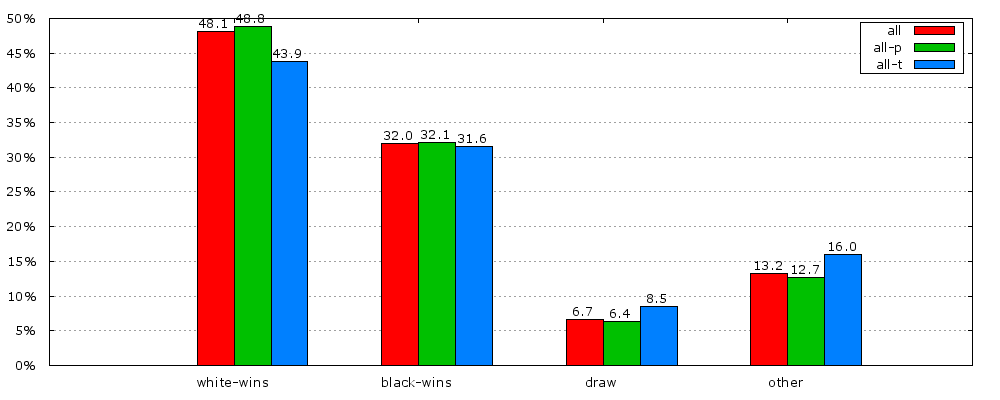 50%
45%
40%
35%
30%
25%
20%
15%
10%
5%
0%
all
all-p
all-t
48.1 48.8 43.9
32.0 32.1 31.6
6.7 6.4 8.5
13.2 12.7 16.0
white-wins black-wins draw other